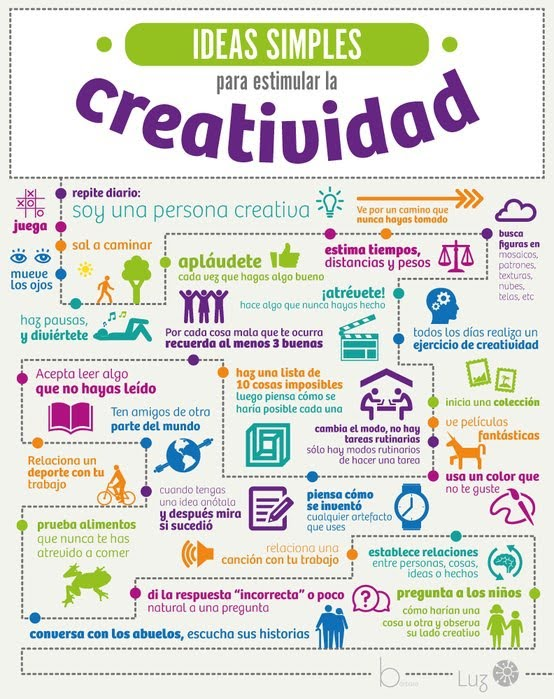 IDEAS SIMPLES
para estimular la
creatividad
repite diario:
soy una persona creativa
Ve por un camino que
nunca hayas tomado
juega
sal a caminar
apláudete
cada vez que hagas algo bueno
estima tiempos,
distancias y pesos
busca
figuras en
mosaicos,
patrones,
texturas,
nubes,
telas, etc
mueve
los ojos
¡atrévete!
hace algo que nunca hayas hecho
haz pausas,
y diviértete
Por cada cosa mala que te ocurra
recuerda al menos 3 buenas
todos los días realiza un
ejercicio de creatividad
Acepta leer algo
que no hayas leído
haz una lista de
10 cosas imposibles
luego piensa cómo se
haría posible cada una
inicia una colección
Ten amigos de otra
parte del mundo
cambia el modo, no hay
tareas rutinarias
sólo hay modos rutinarios
de hacer una tarea
ve películas
fantásticas
Relaciona un
deporte con tu
trabajo
usa un color que
no te guste
cuando tengas
una idea anótala
y después mira
si sucedió
piensa cómo
se inventó
cualquier artefacto
que uses
prueba alimentos
que nunca te has
atrevido a comer
relaciona una
canción con tu trabajo
establece relaciones
entre personas, cosas,
ideas o hechos
di la respuesta "incorrecta" o poco
natural a una pregunta
pregunta a los niños
cómo harían una
cosa u otra y observa
su lado creativo
conversa con los abuelos, escucha sus historias
Luz